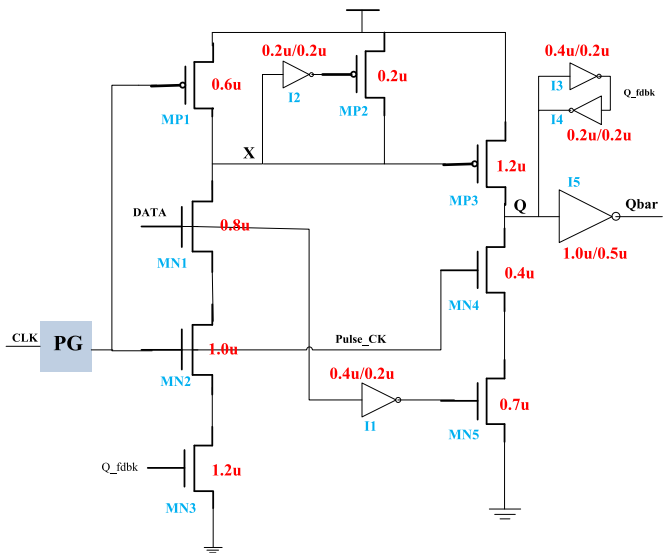 0.2u/0.2u
0.4u/0.2u
0.6u
I2
0.2u
I3
Q_fdbk
MP1
MP2
I4
0.2u/0.2u
X
1.2u
MP3
I5
Q
Qbar
DATA
0.8u
MN1
1.0u/0.5u
0.4u
MN4
CLK
PG
Pulse_CK
1.0u
MN2
0.4u/0.2u
0.7u
I1
MN5
Q_fdbk
1.2u
MN3